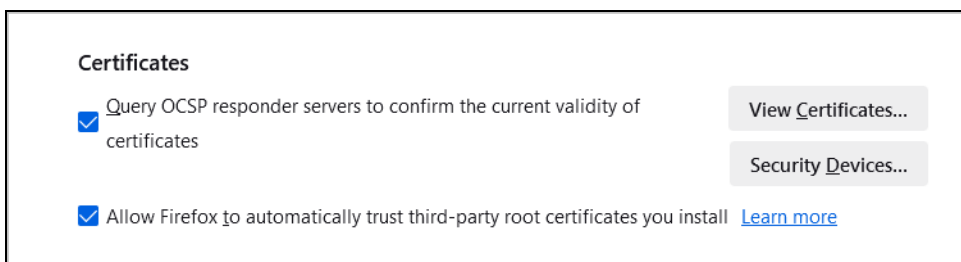 Certificates
Query OCSP responder servers to confirm the current validity of
certificates
View Certificates...
Security Devices...
Allow Firefox to automatically trust third-party root certificates you install Learn more